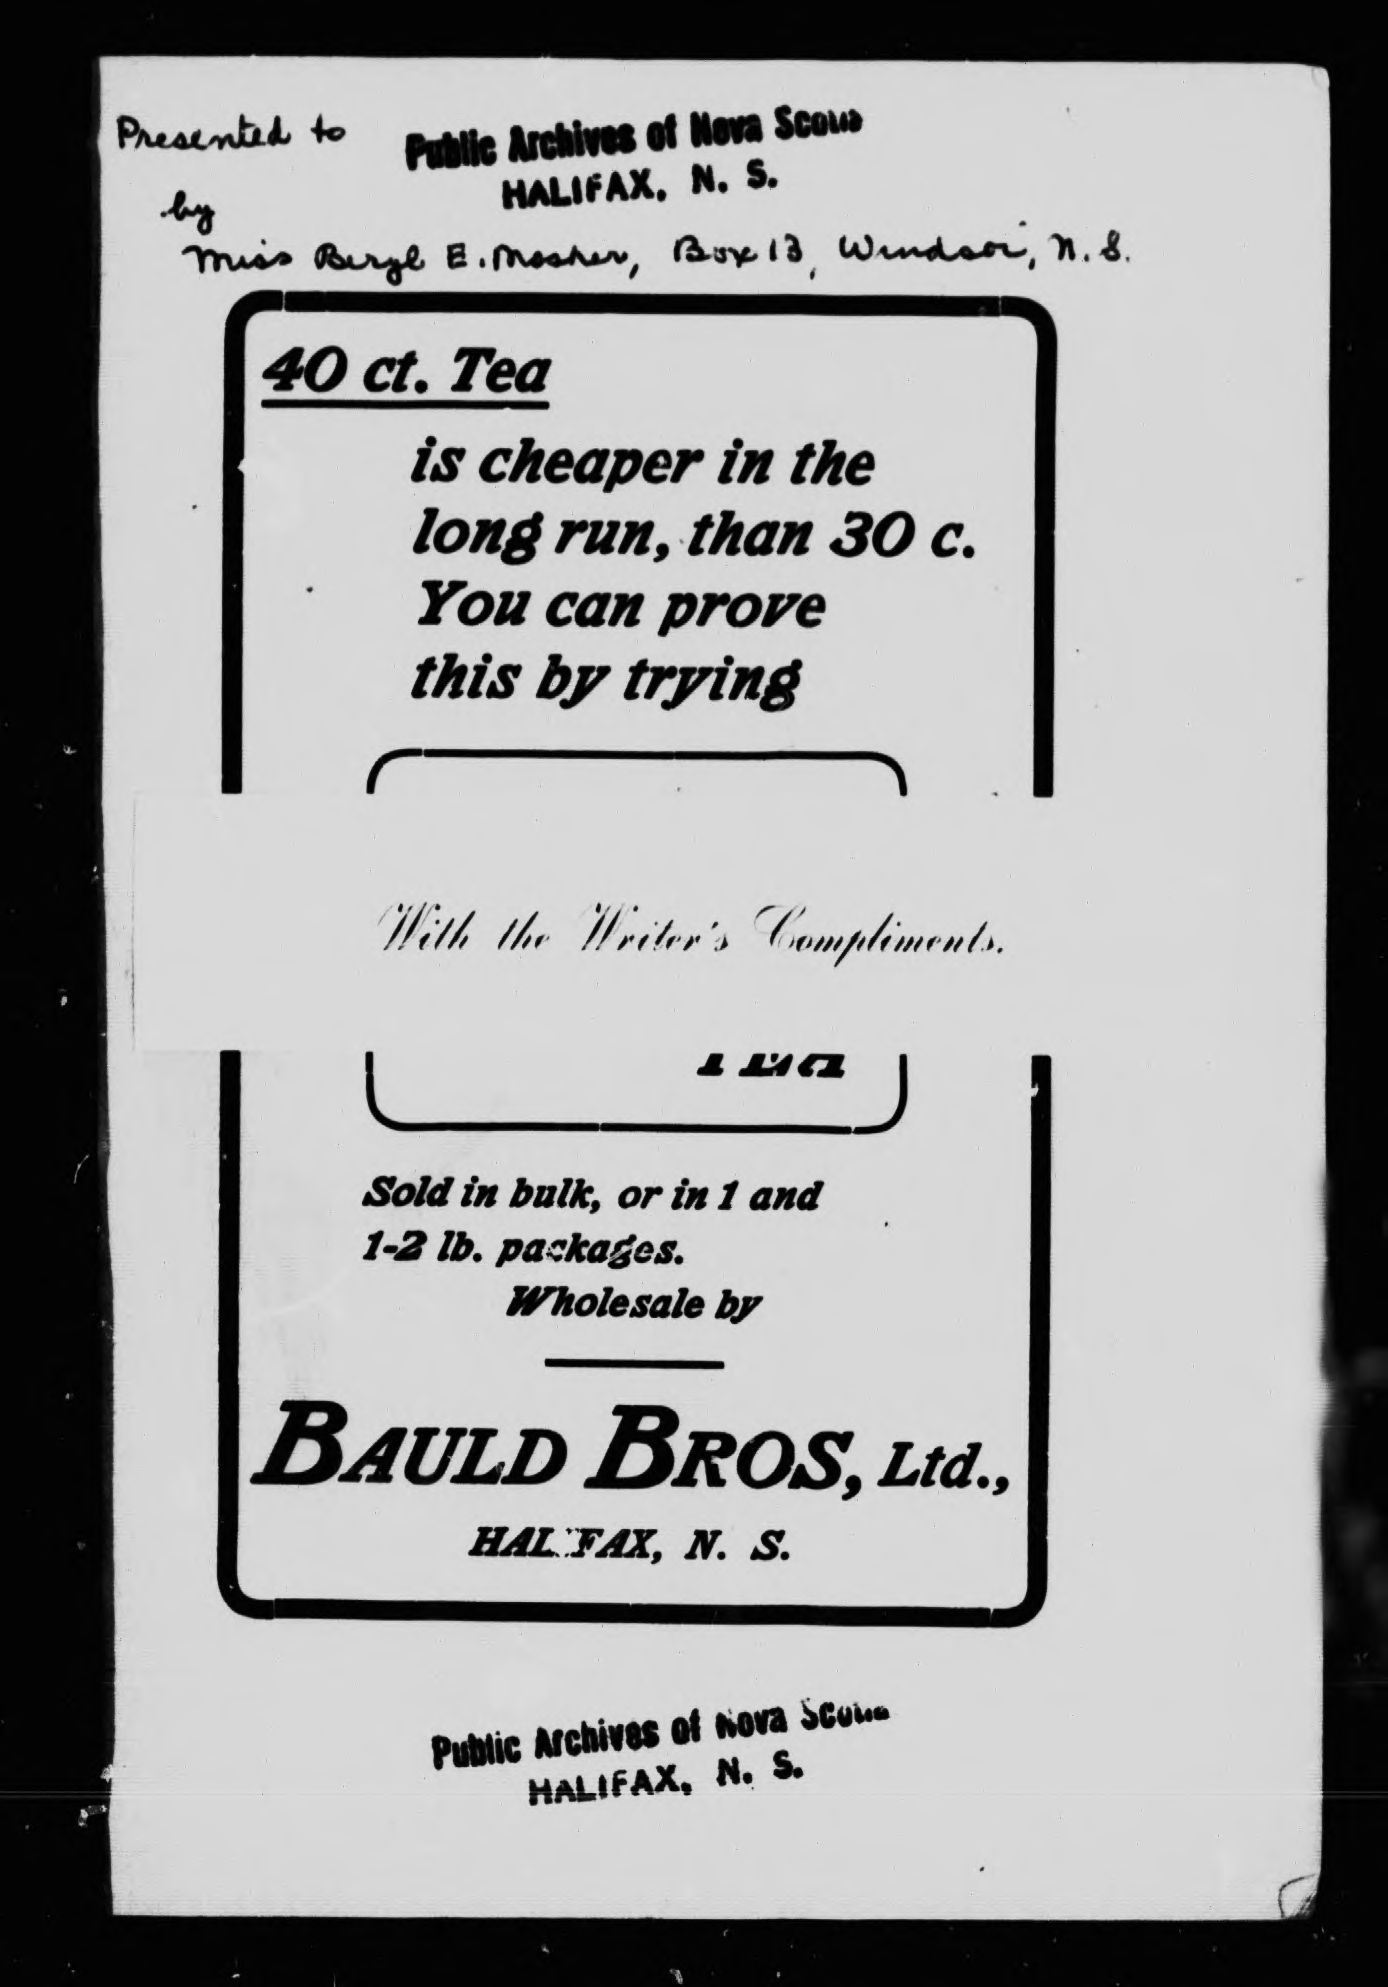 Presented to
Public Archives of Nova Scotia
HALIFAX, N. S.
by
Miss Beryl E. Mosher, Box 13, Windsor, N. S.
40 ct. Tea
is cheaper in the
long run, than 30 c.
You can prove
this by trying
With the Writer's Compliments.
Sold in bulk, or in 1 and
1-2 lb. packages.
Wholesale by
BAULD BROS, Ltd.,
HALIFAX, N. S.
Public Archives of Nova Scotia
HALIFAX, N. S.